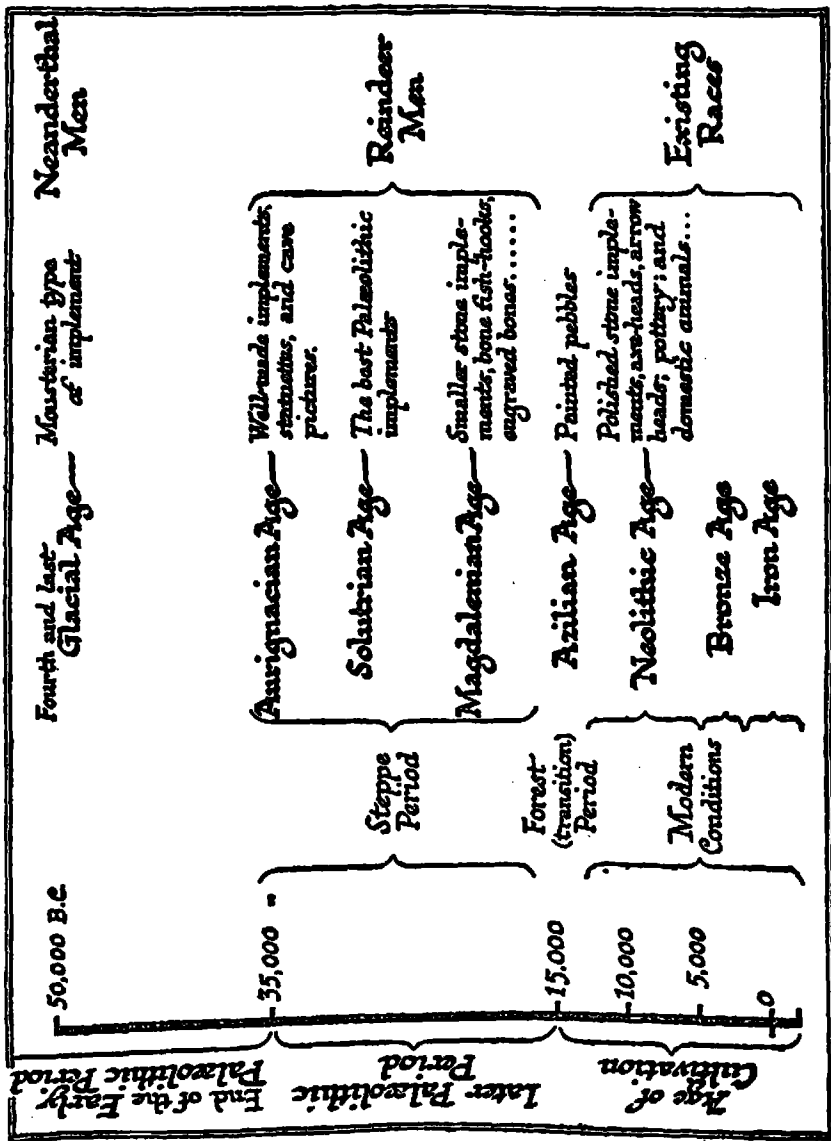 50,000 B.C.
35,000 "
15.000
10,000
5,000
0
End of the Early
Palæolithic Period
Later Palæolithic
Period
Age of
Cultivation
Steppe
Period
Forest
(transition)
Period
Modern
Conditions
Fourth and last
Glacial Age
Mousterian type
of implement
Neanderthal
Men
Aurignacian Age
Well-made implements,
statuettes, and cave
pictures.
Solutrian Age
The best Palæolithic
implements
Magdalenian Age
Smaller stone imple-
ments, bone fish-hooks,
engraved bones......
Reindeer
Men
Azilian Age
Painted pebbles
Neolithic Age
Polished stone imple-
ments, axe-heads, arrow
heads; pottery; and
domestic animals...
Bronze Age
Iron Age
Existing
Races